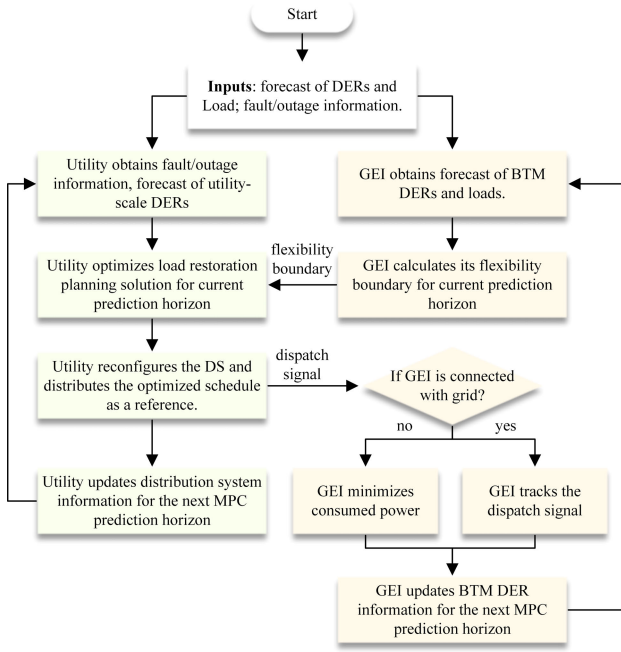 Start
Inputs: forecast of DERs and
Load; fault/outage information.
Utility obtains fault/outage
information, forecast of utility-
scale DERs
GEI obtains forecast of BTM
DERs and loads.
flexibility
boundary
Utility optimizes load restoration
planning solution for current
prediction horizon
GEI calculates its flexibility
boundary for current prediction
horizon
Utility reconfigures the DS and
distributes the optimized schedule
as a reference.
dispatch
signal
If GEI is connected
with grid?
no
yes
Utility updates distribution system
information for the next MPC
prediction horizon
GEI minimizes
consumed power
GEI tracks the
dispatch signal
GEI updates BTM DER
information for the next MPC
prediction horizon